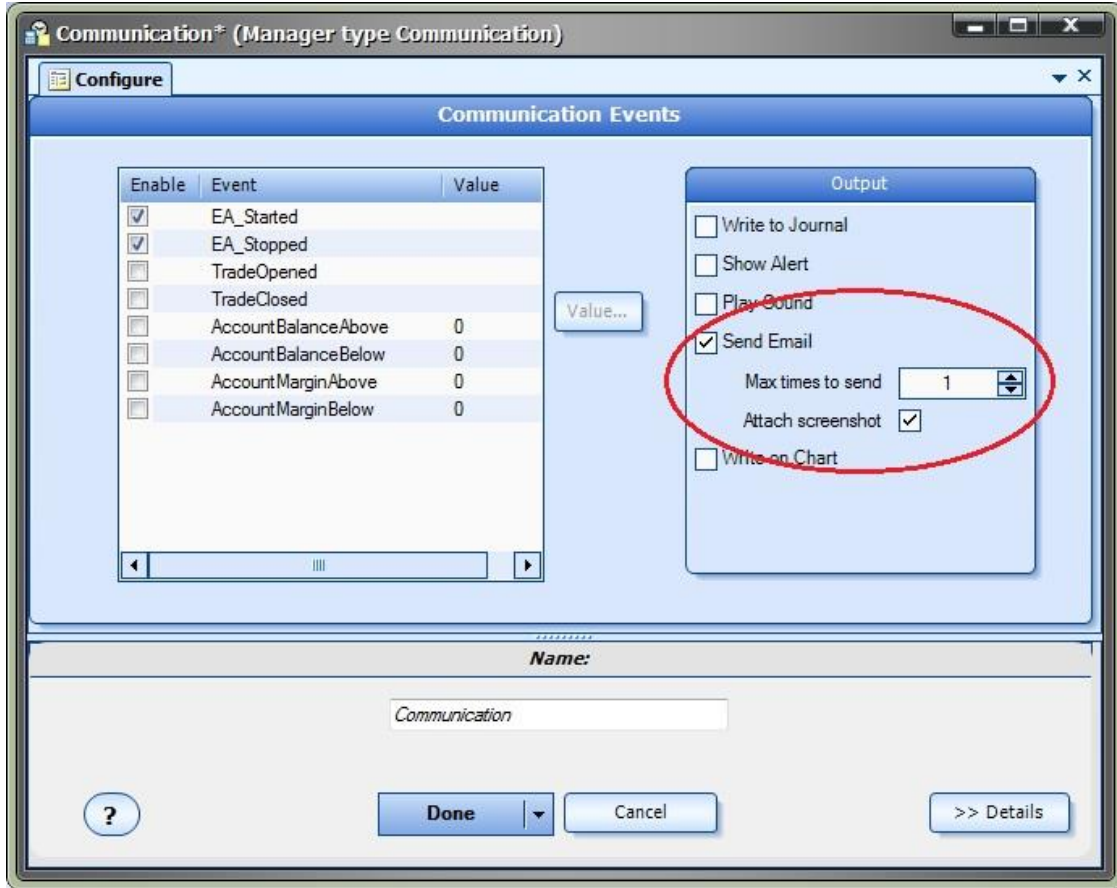 Communication* (Manager type Communication)
Configure
Communication Events
Enable Event Value
EA_Started
EA_Stopped
TradeOpened
TradeClosed
AccountBalanceAbove 0
AccountBalanceBelow 0
AccountMarginAbove 0
AccountMarginBelow 0
Value...
Output
Write to Journal
Show Alert
Play Sound
Send Email
Max times to send 1
Attach screenshot
Write on Chart
Name:
Communication
?
Done
Cancel
>> Details